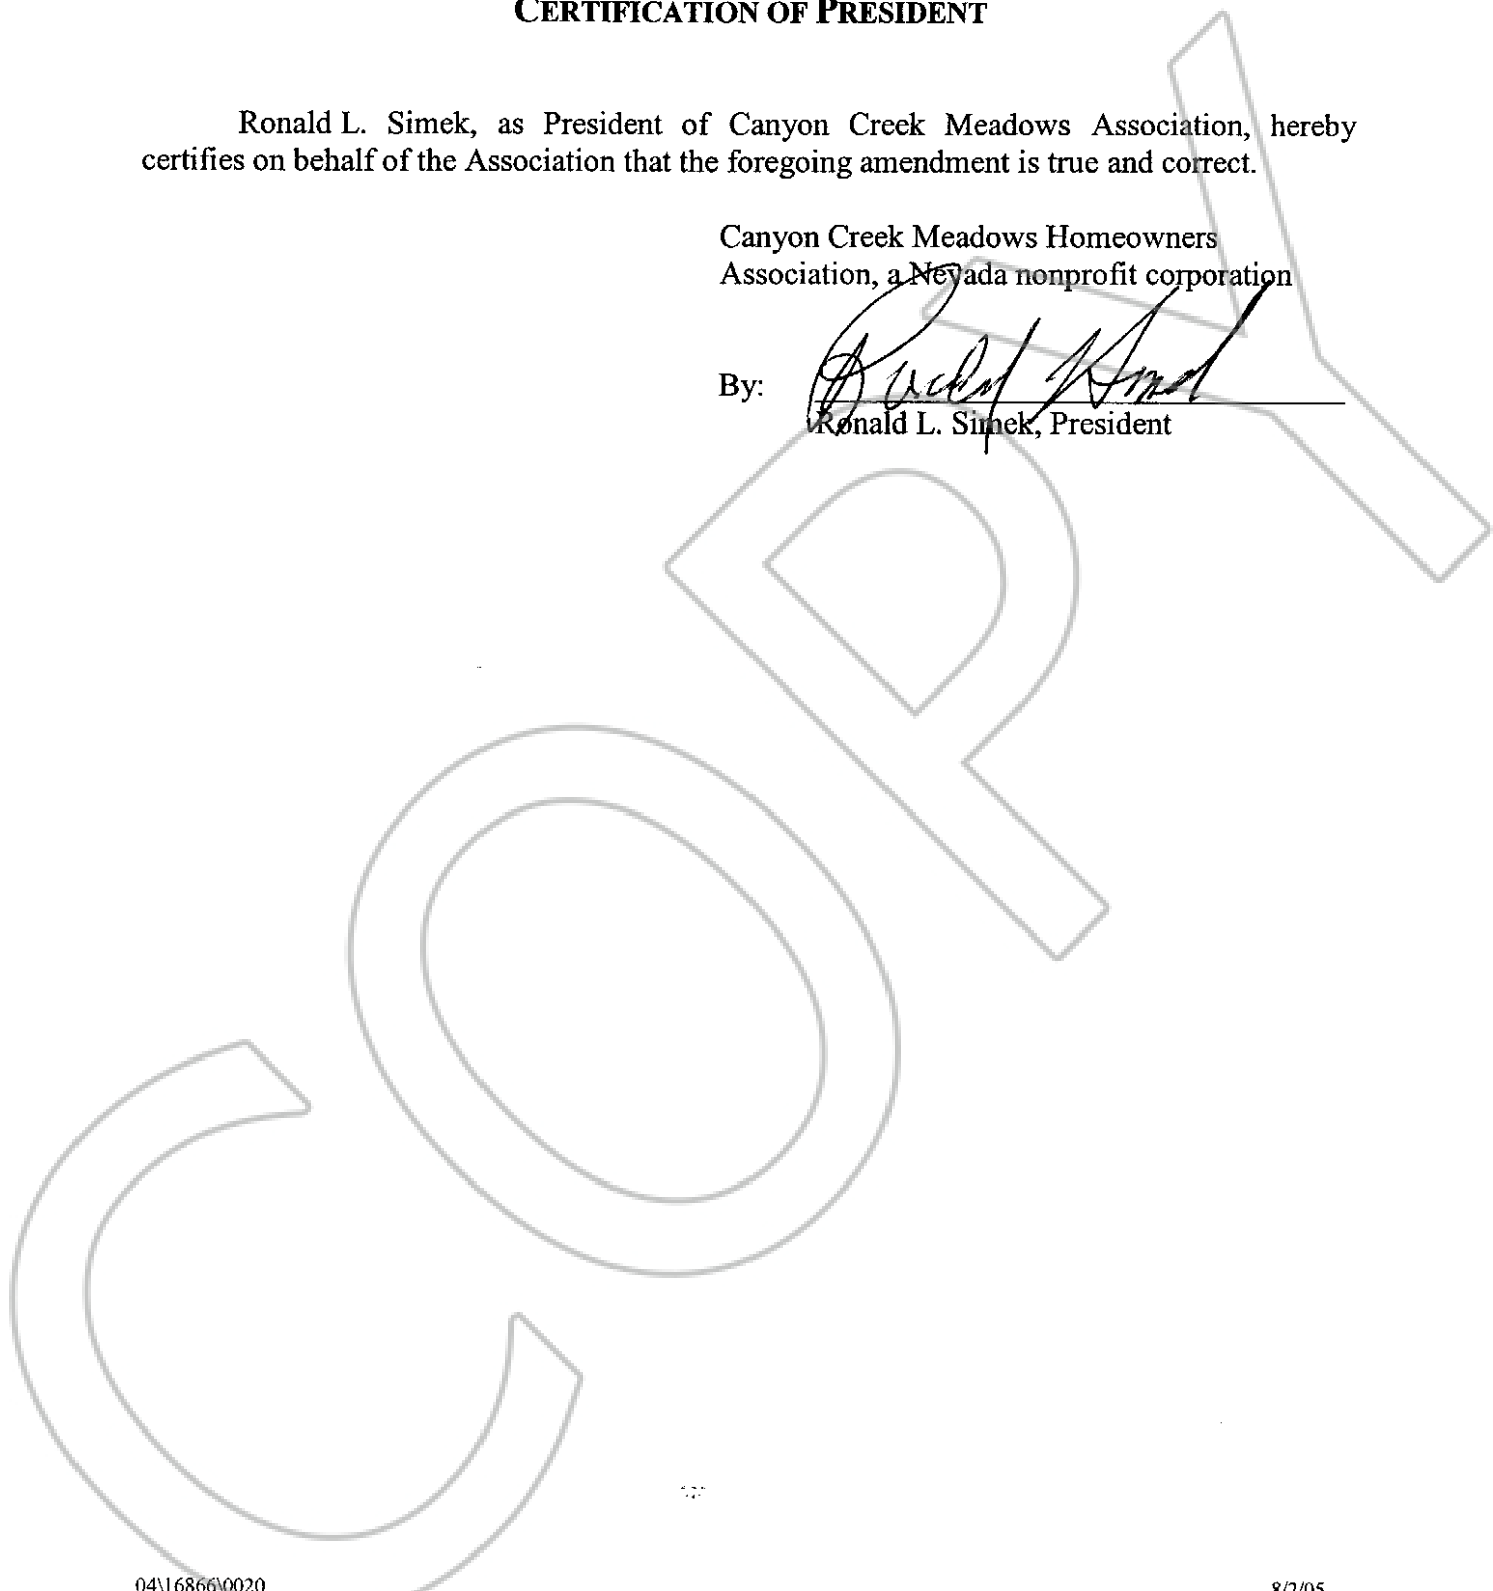 CERTIFICATION OF PRESIDENT
Ronald L. Simek, as President of Canyon Creek Meadows Association, hereby
certifies on behalf of the Association that the foregoing amendment is true and correct.
Canyon Creek Meadows Homeowners
Association, a Nevada nonprofit corporation
By:
Ronald L. Simek, President
COPY
04\16866\0020
8/2/05